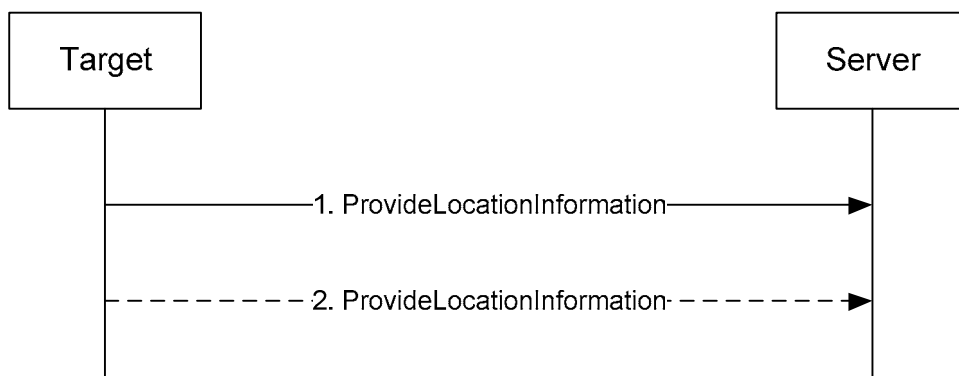 Target
Server
1. ProvideLocationInformation
2. ProvideLocationInformation